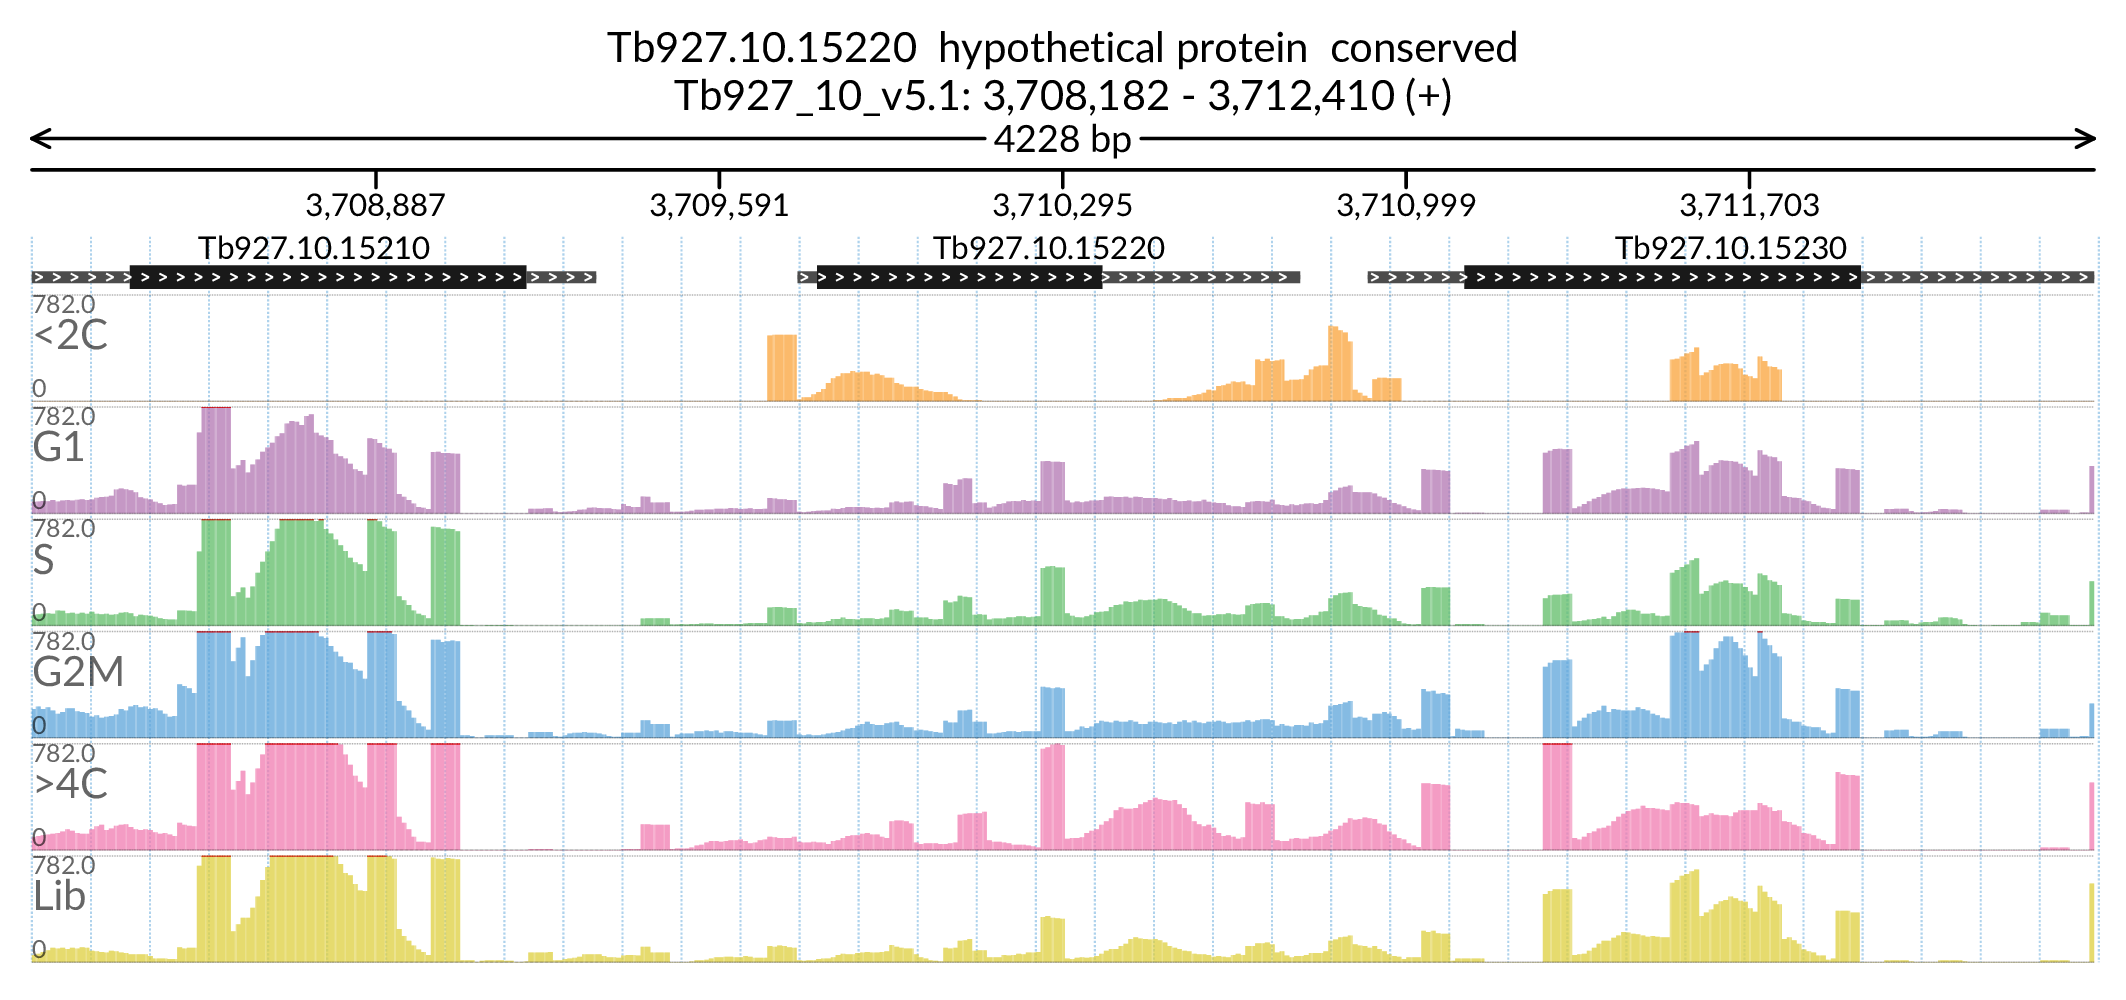 Tb927.10.15220  hypothetical protein  conserved
Tb927_10_v5.1: 3,708,182 - 3,712,410 (+)
4228 bp
3,708,887 3,709,591 3,710,295 3,710,999 3,711,703
Tb927.10.15210 Tb927.10.15220 Tb927.10.15230
782.0
<2C
0
782.0
G1
0
782.0
S
0
782.0
G2M
0
782.0
>4C
0
782.0
Lib
0